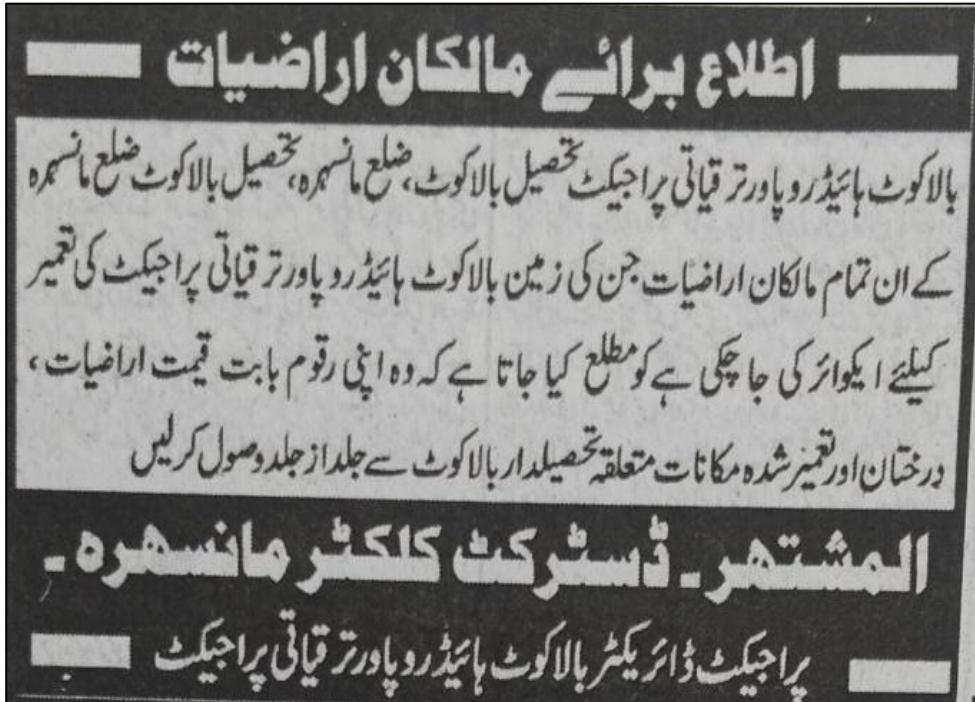 اطلاع برائے مالکان اراضیات
بالاکوٹ ہائیڈرو پاور ترقیاتی پراجیکٹ تحصیل بالاکوٹ، ضلع مانسہرہ، تحصیل بالاکوٹ ضلع مانسہرہ
کے ان تمام مالکان اراضیات جن کی زمین بالاکوٹ ہائیڈرو پاور ترقیاتی پراجیکٹ کی تعمیر
کیلئے ایکوائر کی جا چکی ہے کو مطلع کیا جاتا ہے کہ وہ اپنی رقوم بابت قیمت اراضیات،
درختان اور تعمیر شدہ مکانات متعلقہ تحصیلدار بالاکوٹ سے جلد از جلد وصول کر لیں
المشتہر۔ ڈسٹرکٹ کلکٹر مانسہرہ۔
پراجیکٹ ڈائریکٹر بالاکوٹ ہائیڈرو پاور ترقیاتی پراجیکٹ